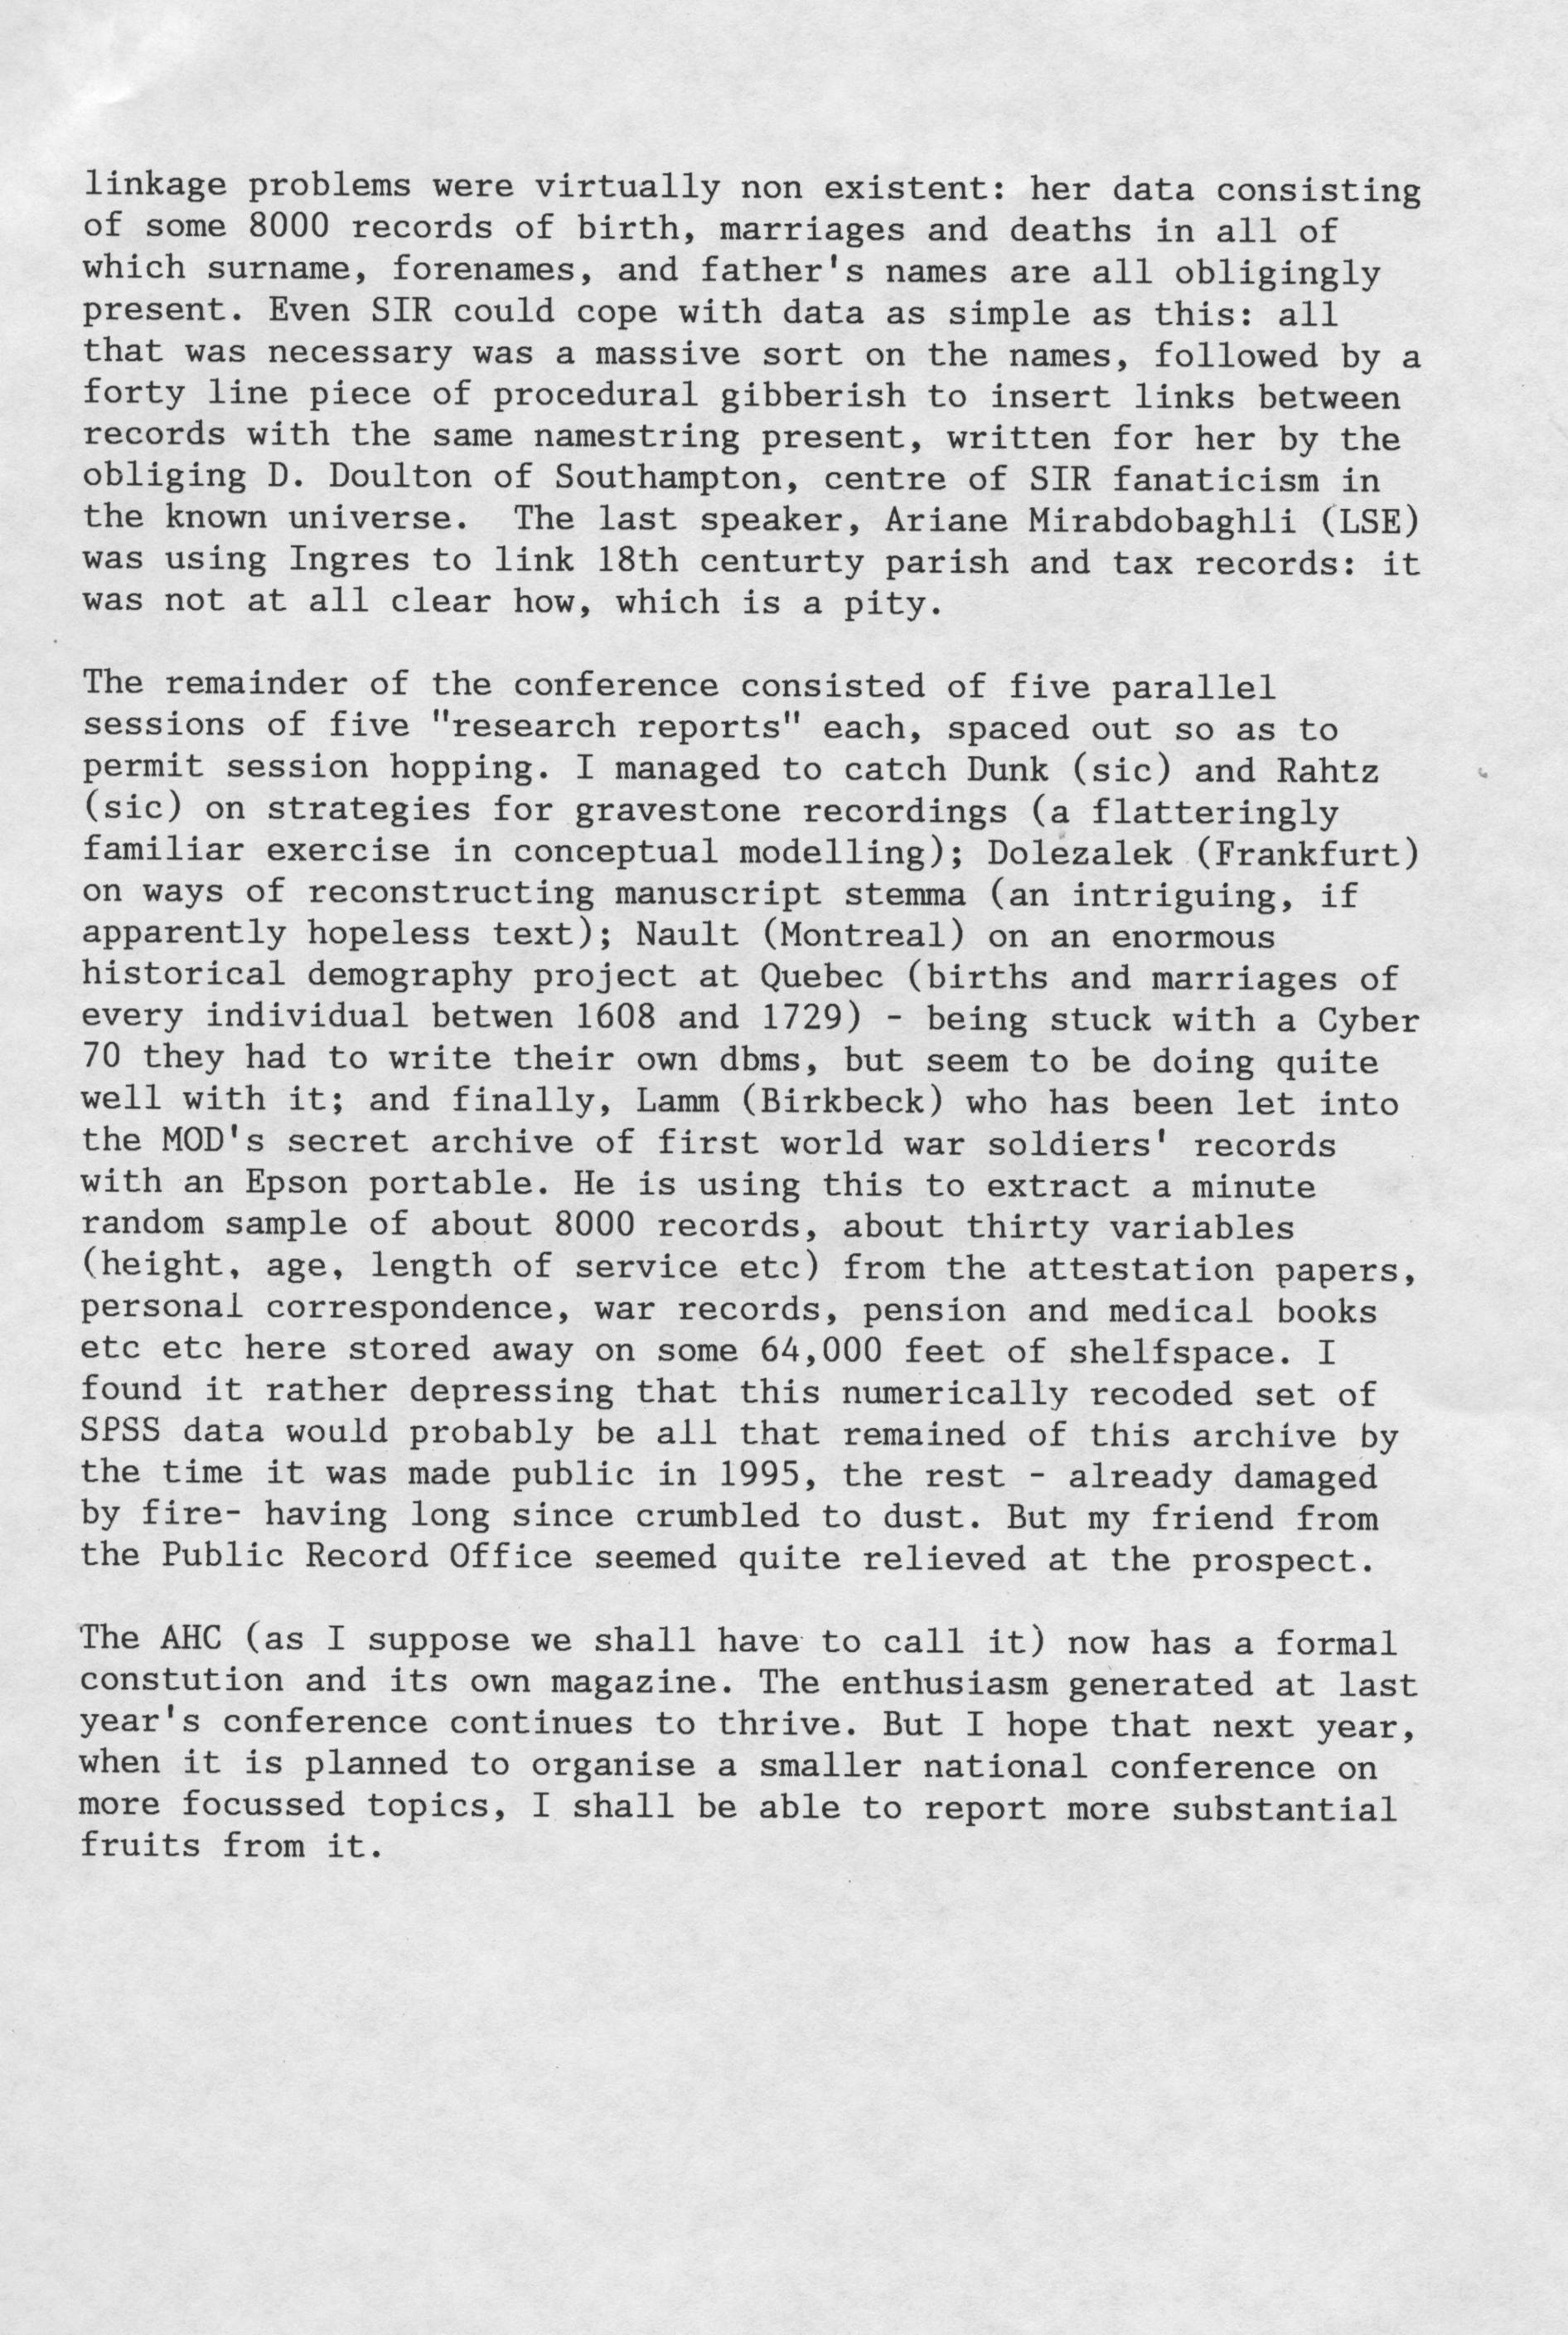 linkage problems were virtually non existent: her data consisting
of some 8000 records of birth, marriages and deaths in all of
which surname, forenames, and father's names are all obligingly
present. Even SIR could cope with data as simple as this: all
that was necessary was a massive sort on the names, followed by a
forty line piece of procedural gibberish to insert links between
records with the same namestring present, written for her by the
obliging D. Doulton of Southampton, centre of SIR fanaticism in
the known universe.  The last speaker, Ariane Mirabdobaghli (LSE)
was using Ingres to link 18th centurty parish and tax records: it
was not at all clear how, which is a pity.

The remainder of the conference consisted of five parallel
sessions of five "research reports" each, spaced out so as to
permit session hopping. I managed to catch Dunk (sic) and Rahtz
(sic) on strategies for gravestone recordings (a flatteringly
familiar exercise in conceptual modelling); Dolezalek (Frankfurt)
on ways of reconstructing manuscript stemma (an intriguing, if
apparently hopeless text); Nault (Montreal) on an enormous
historical demography project at Quebec (births and marriages of
every individual betwen 1608 and 1729) - being stuck with a Cyber
70 they had to write their own dbms, but seem to be doing quite
well with it; and finally, Lamm (Birkbeck) who has been let into
the MOD's secret archive of first world war soldiers' records
with an Epson portable. He is using this to extract a minute
random sample of about 8000 records, about thirty variables
(height, age, length of service etc) from the attestation papers,
personal correspondence, war records, pension and medical books
etc etc here stored away on some 64,000 feet of shelfspace. I
found it rather depressing that this numerically recoded set of
SPSS data would probably be all that remained of this archive by
the time it was made public in 1995, the rest - already damaged
by fire- having long since crumbled to dust. But my friend from
the Public Record Office seemed quite relieved at the prospect.

The AHC (as I suppose we shall have to call it) now has a formal
constution and its own magazine. The enthusiasm generated at last
year's conference continues to thrive. But I hope that next year,
when it is planned to organise a smaller national conference on
more focussed topics, I shall be able to report more substantial
fruits from it.